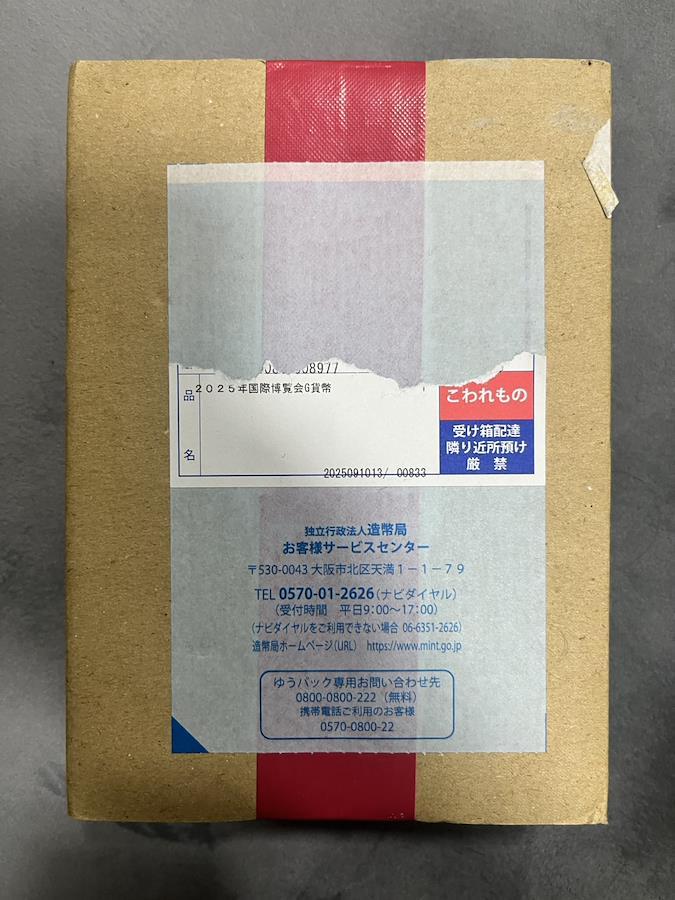 08977
品名
2025年国際博覧会G貨幣
こわれもの
受け箱配達
隣り近所預け
厳 禁
2025091013/ 00833
独立行政法人造幣局
お客様サービスセンター
〒530-0043 大阪市北区天満1-1-79
TEL 0570-01-2626(ナビダイヤル)
(受付時間 平日9:00〜17:00)
(ナビダイヤルをご利用できない場合 06-6351-2626)
造幣局ホームページ(URL) https://www.mint.go.jp
ゆうパック専用お問い合わせ先
0800-0800-222(無料)
携帯電話ご利用のお客様
0570-0800-22